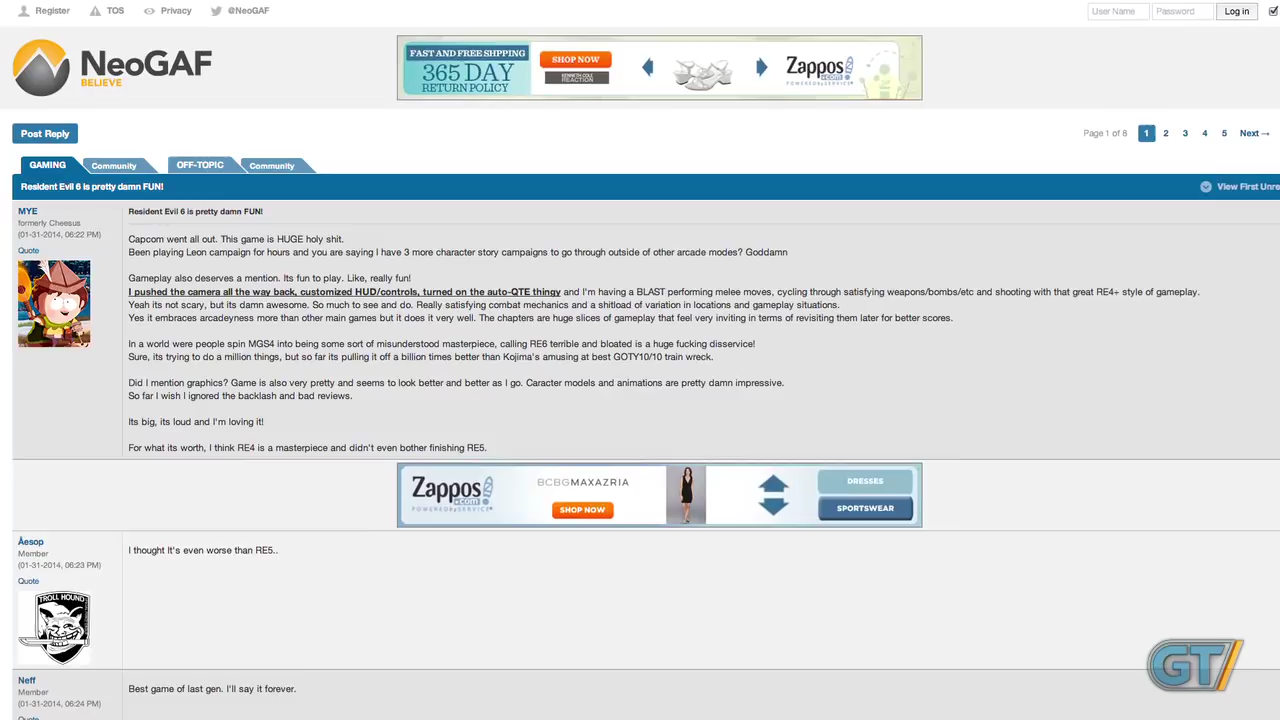 Register TOS Privacy @NeoGAF User Name Password Log in
NeoGAF
BELIEVE
FAST AND FREE SHIPPING
365 DAY
RETURN POLICY
SHOP NOW
KENNETH COLE
REACTION
Zappos.com
POWERED by SERVICE
Post Reply
Page 1 of 8 1 2 3 4 5 Next →
GAMING Community OFF-TOPIC Community
Resident Evil 6 is pretty damn FUN! View First Unre
MYE
formerly Cheesus
(01-31-2014, 06:22 PM)
Quote
Resident Evil 6 is pretty damn FUN!
Capcom went all out. This game is HUGE holy shit.
Been playing Leon campaign for hours and you are saying I have 3 more character story campaigns to go through outside of other arcade modes? Goddamn
Gameplay also deserves a mention. Its fun to play. Like, really fun!
I pushed the camera all the way back, customized HUD/controls, turned on the auto-QTE thingy and I'm having a BLAST performing melee moves, cycling through satisfying weapons/bombs/etc and shooting with that great RE4+ style of gameplay.
Yeah its not scary, but its damn awesome. So much to see and do. Really satisfying combat mechanics and a shitload of variation in locations and gameplay situations.
Yes it embraces arcadeyness more than other main games but it does it very well. The chapters are huge slices of gameplay that feel very inviting in terms of revisiting them later for better scores.
In a world were people spin MGS4 into being some sort of misunderstood masterpiece, calling RE6 terrible and bloated is a huge fucking disservice!
Sure, its trying to do a million things, but so far its pulling it off a billion times better than Kojima's amusing at best GOTY10/10 train wreck.
Did I mention graphics? Game is also very pretty and seems to look better and better as I go. Caracter models and animations are pretty damn impressive.
So far I wish I ignored the backlash and bad reviews.
Its big, its loud and I'm loving it!
For what its worth, I think RE4 is a masterpiece and didn't even bother finishing RE5.
Zappos.com
POWERED by SERVICE
BCBGMAXAZRIA
SHOP NOW
DRESSES
SPORTSWEAR
Åesop
Member
(01-31-2014, 06:23 PM)
Quote
TROLL HOUND
I thought It's even worse than RE5..
Neff
Member
(01-31-2014, 06:24 PM)
Quote
Best game of last gen. I'll say it forever.
GT